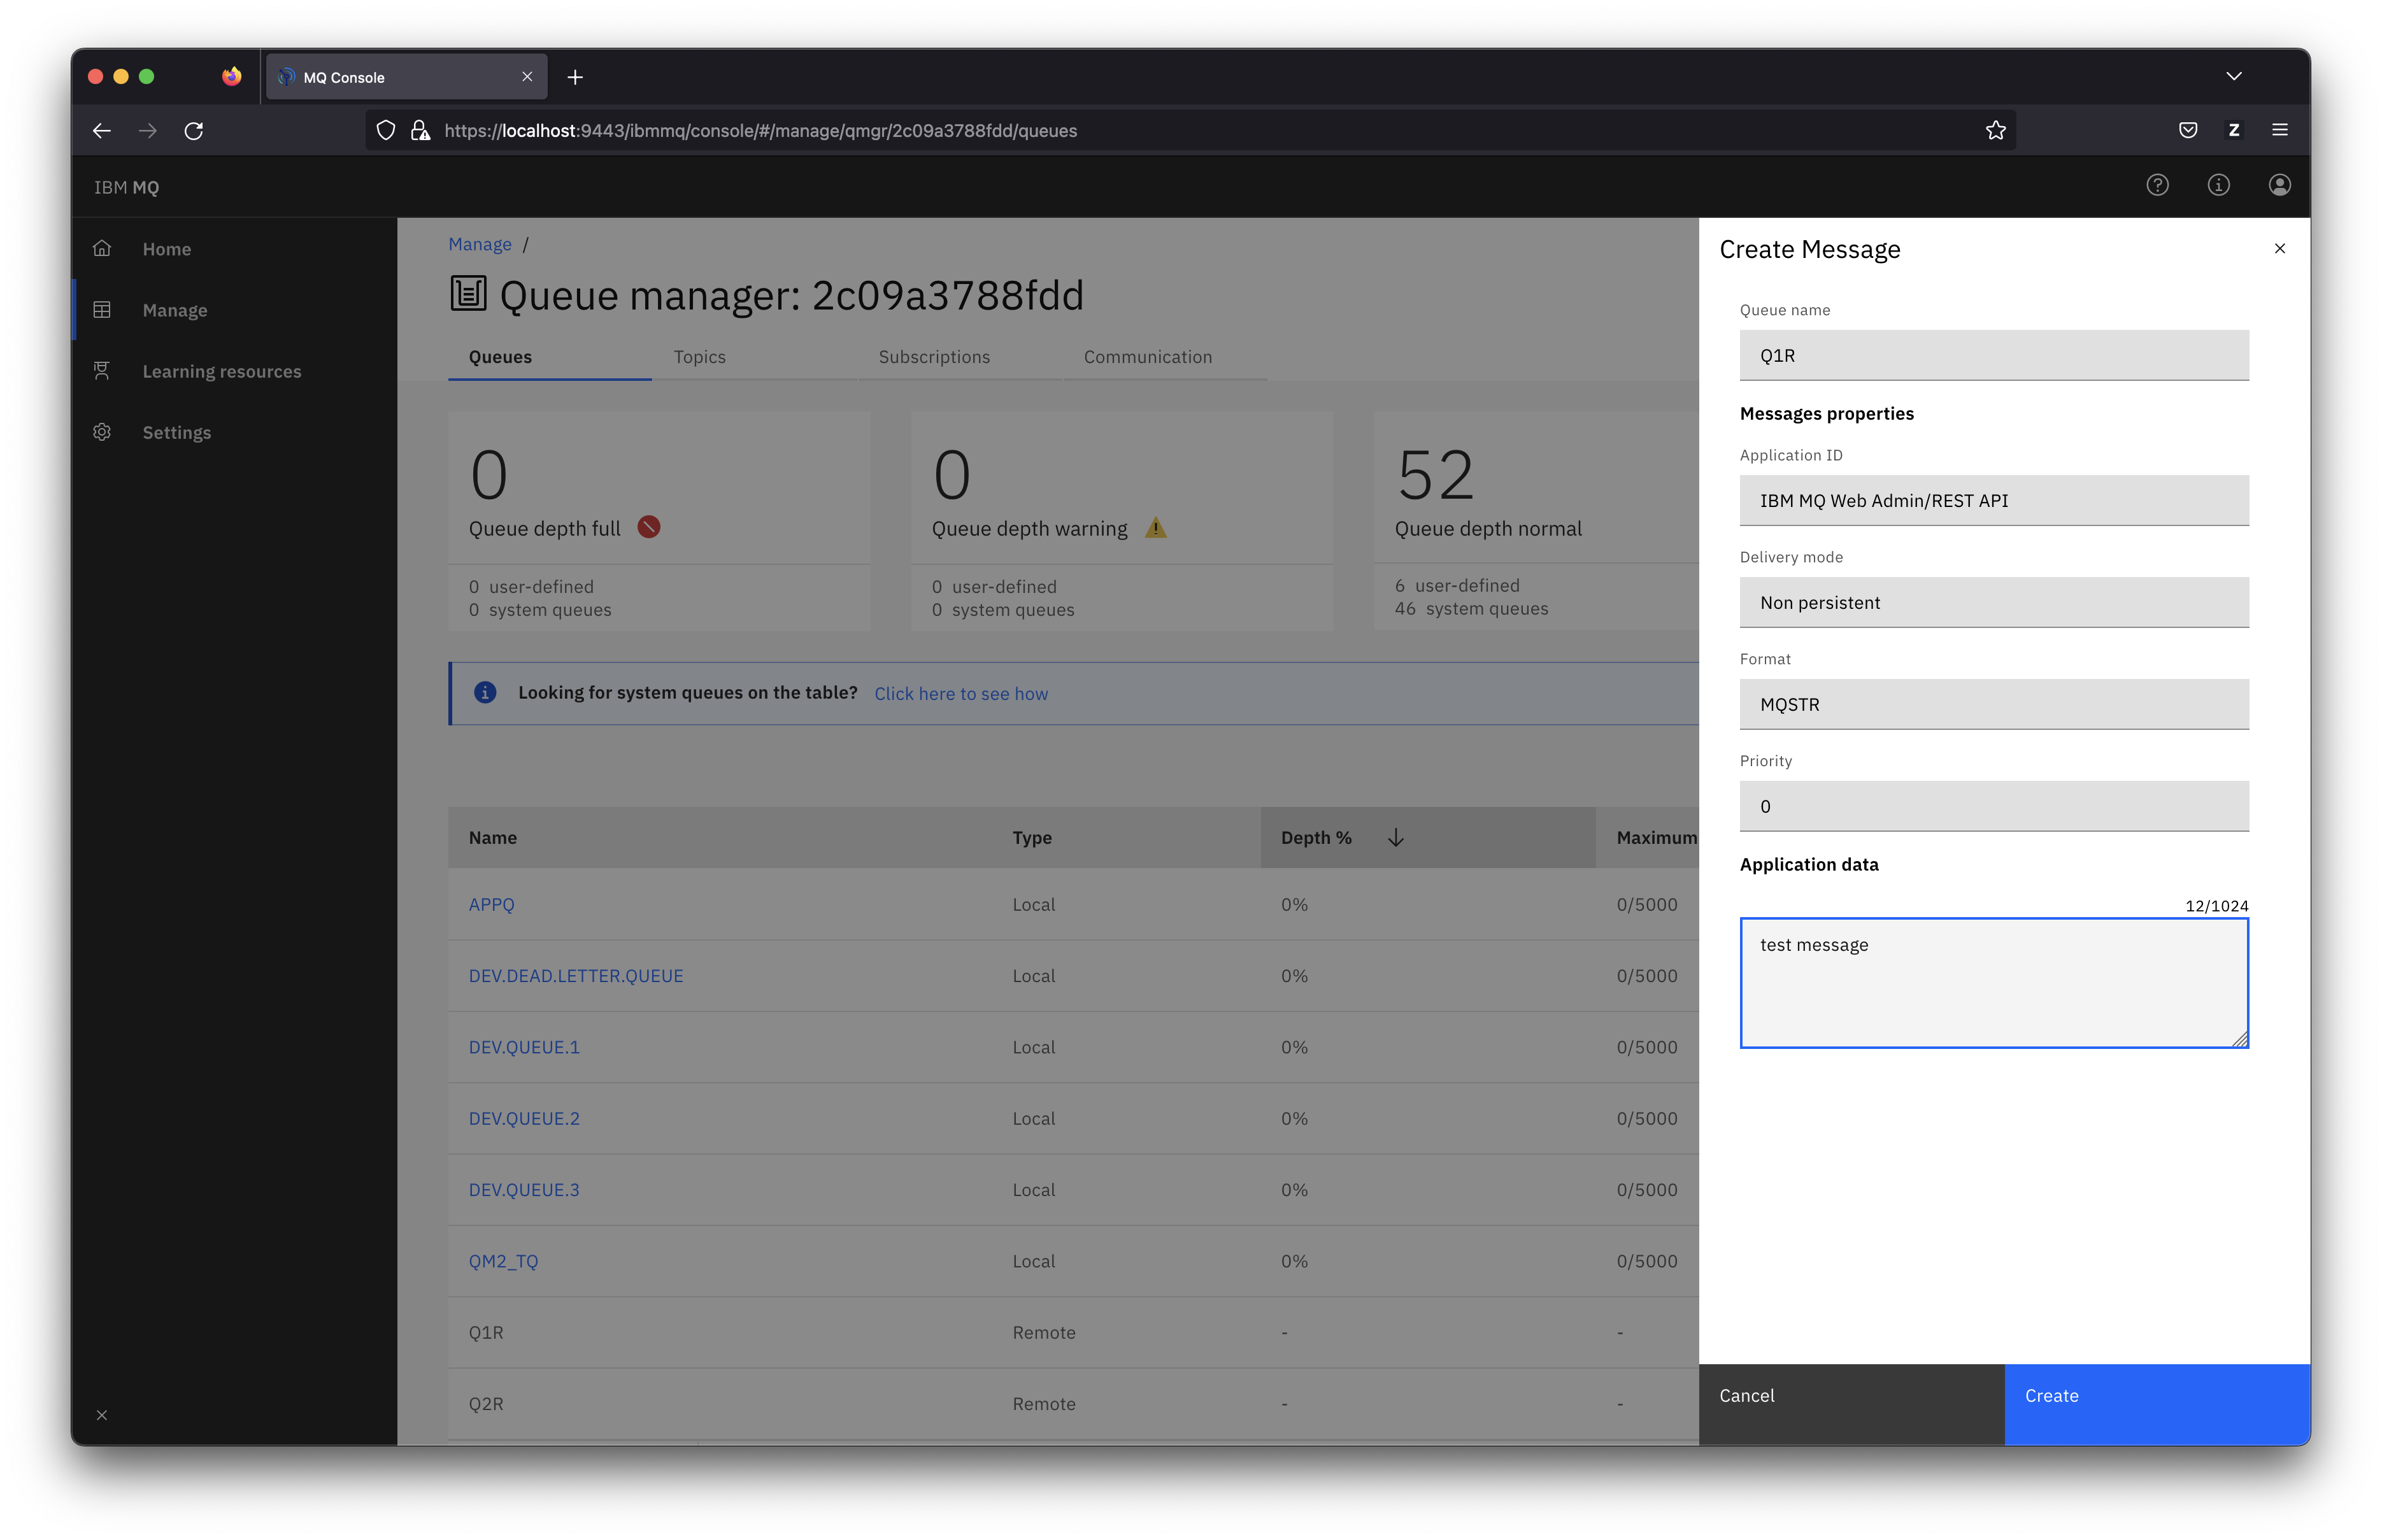 MQ Console
https://localhost:9443/ibmmq/console/#/manage/qmgr/2c09a3788fdd/queues
Z
IBM MQ
Home
Manage
Learning resources
Settings
Manage /
Queue manager: 2c09a3788fdd
Queues Topics Subscriptions Communication
0
Queue depth full
0 user-defined
0 system queues
0
Queue depth warning
0 user-defined
0 system queues
52
Queue depth normal
6 user-defined
46 system queues
Looking for system queues on the table? Click here to see how
Name Type Depth % Maximum
APPQ Local 0% 0/5000
DEV.DEAD.LETTER.QUEUE Local 0% 0/5000
DEV.QUEUE.1 Local 0% 0/5000
DEV.QUEUE.2 Local 0% 0/5000
DEV.QUEUE.3 Local 0% 0/5000
QM2_TQ Local 0% 0/5000
Q1R Remote - -
Q2R Remote - -
Create Message
Queue name
Q1R
Messages properties
Application ID
IBM MQ Web Admin/REST API
Delivery mode
Non persistent
Format
MQSTR
Priority
0
Application data
12/1024
test message
Cancel Create